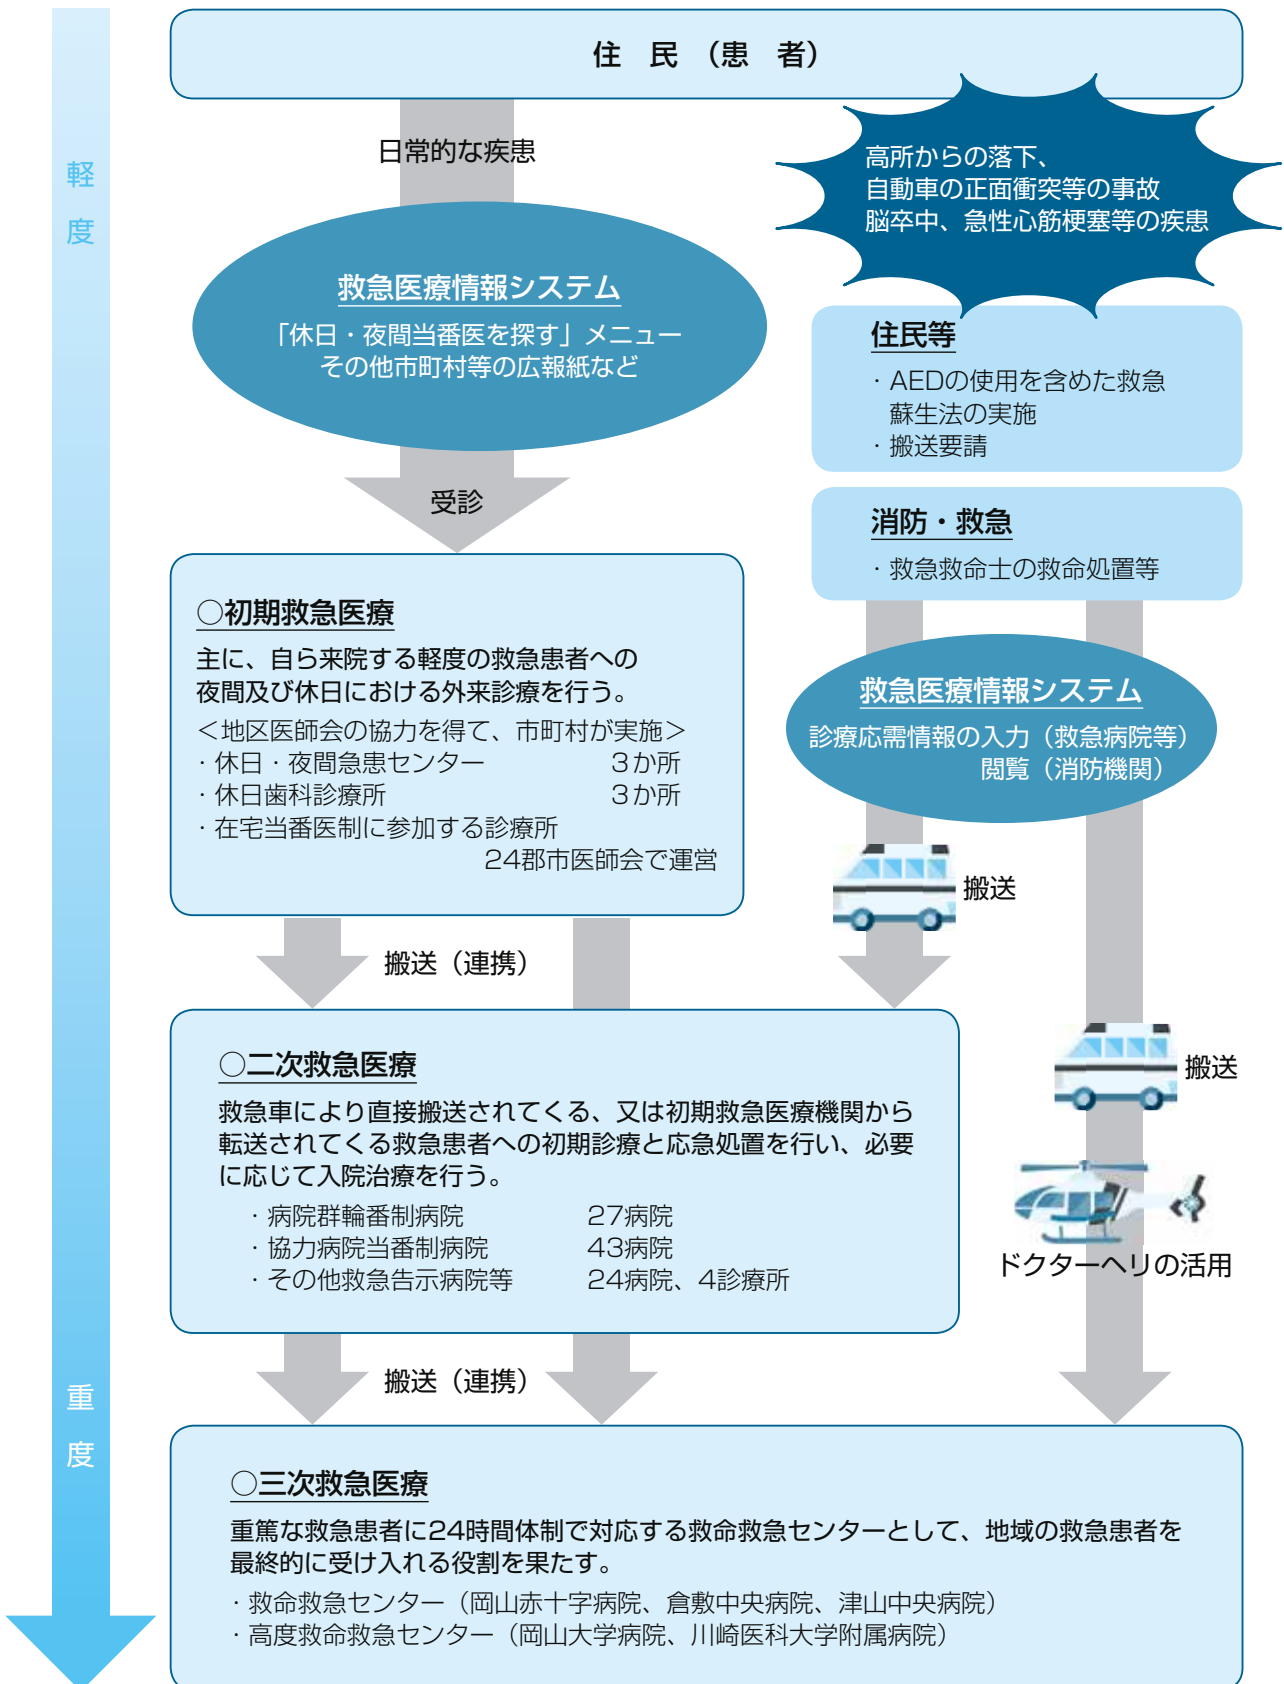 住　民　（患　者）
軽
度
日常的な疾患
高所からの落下、
自動車の正面衝突等の事故
脳卒中、急性心筋梗塞等の疾患
救急医療情報システム
「休日・夜間当番医を探す」メニュー
その他市町村等の広報紙など
受診
住民等
・AEDの使用を含めた救急
蘇生法の実施
・搬送要請
消防・救急
・救急救命士の救命処置等
○初期救急医療
主に、自ら来院する軽度の救急患者への
夜間及び休日における外来診療を行う。
＜地区医師会の協力を得て、市町村が実施＞
・休日・夜間急患センター　3か所
・休日歯科診療所　3か所
・在宅当番医制に参加する診療所
24郡市医師会で運営
救急医療情報システム
診療応需情報の入力（救急病院等）
閲覧（消防機関）
搬送
搬送（連携）
○二次救急医療
救急車により直接搬送されてくる、又は初期救急医療機関から
転送されてくる救急患者への初期診療と応急処置を行い、必要
に応じて入院治療を行う。
・病院群輪番制病院　27病院
・協力病院当番制病院　43病院
・その他救急告示病院等　24病院、4診療所
搬送
ドクターヘリの活用
搬送（連携）
重
度
○三次救急医療
重篤な救急患者に24時間体制で対応する救命救急センターとして、地域の救急患者を
最終的に受け入れる役割を果たす。
・救命救急センター（岡山赤十字病院、倉敷中央病院、津山中央病院）
・高度救命救急センター（岡山大学病院、川崎医科大学附属病院）